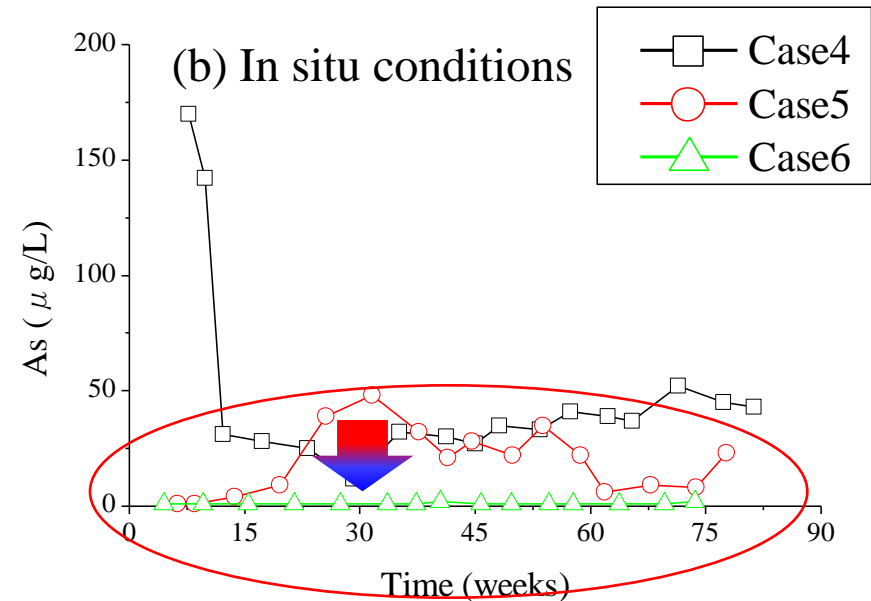 Case4
Case5
Case6
(b) In situ conditions
As ( μ g/L)
200
150
100
50
0
0 15 30 45 60 75 90
Time (weeks)